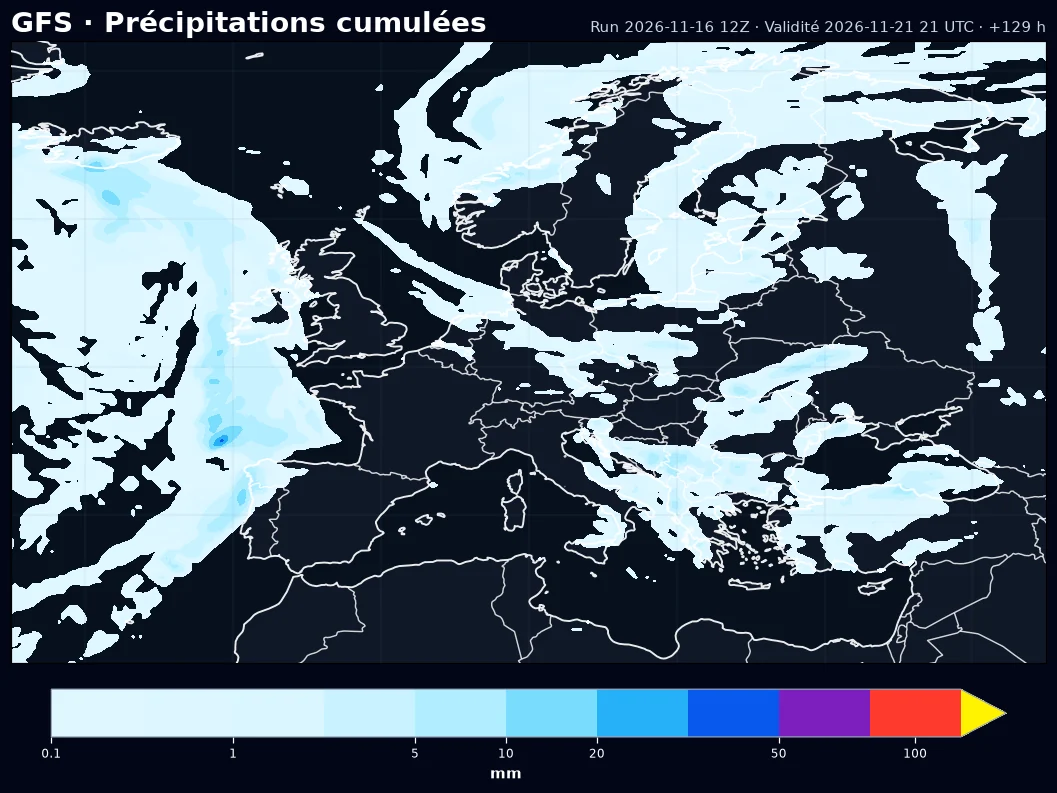 GFS · Précipitations cumulées
Run 2026-11-16 12Z · Validité 2026-11-21 21 UTC · +129 h
0.1 1 5 10 20 50 100
mm